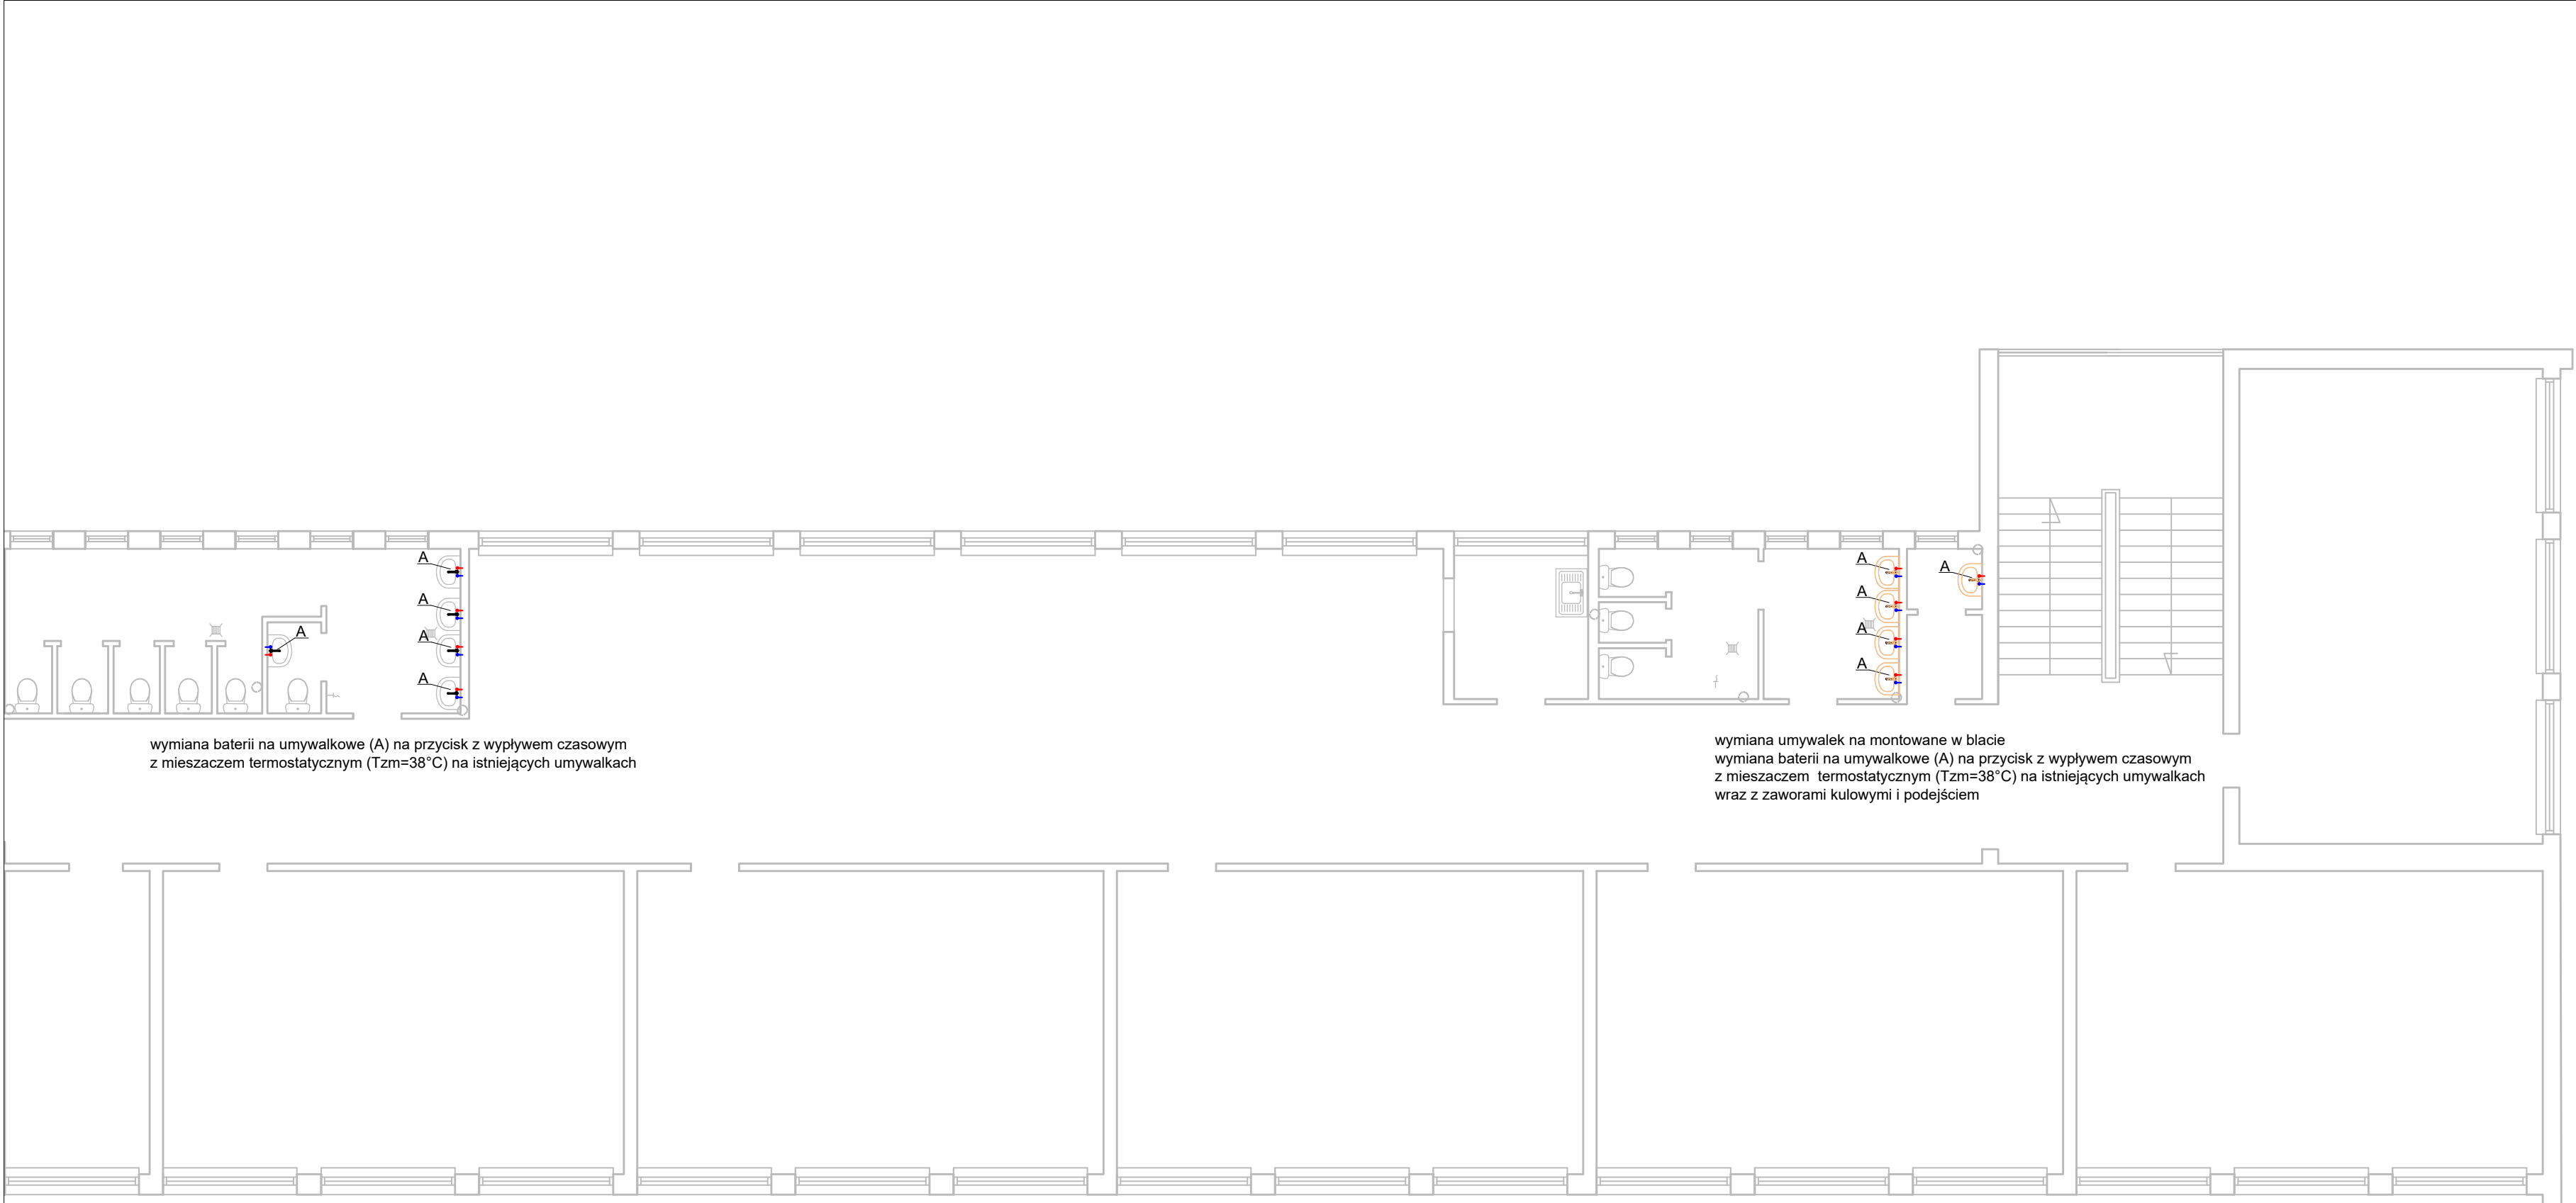 A
A
A
A
A
A
A
A
A
A
wymiana baterii na umywalkowe (A) na przycisk z wypływem czasowym
z mieszaczem termostatycznym (Tzm=38°C) na istniejących umywalkach
wymiana umywalek na montowane w blacie
wymiana baterii na umywalkowe (A) na przycisk z wypływem czasowym
z mieszaczem  termostatycznym (Tzm=38°C) na istniejących umywalkach
wraz z zaworami kulowymi i podejściem